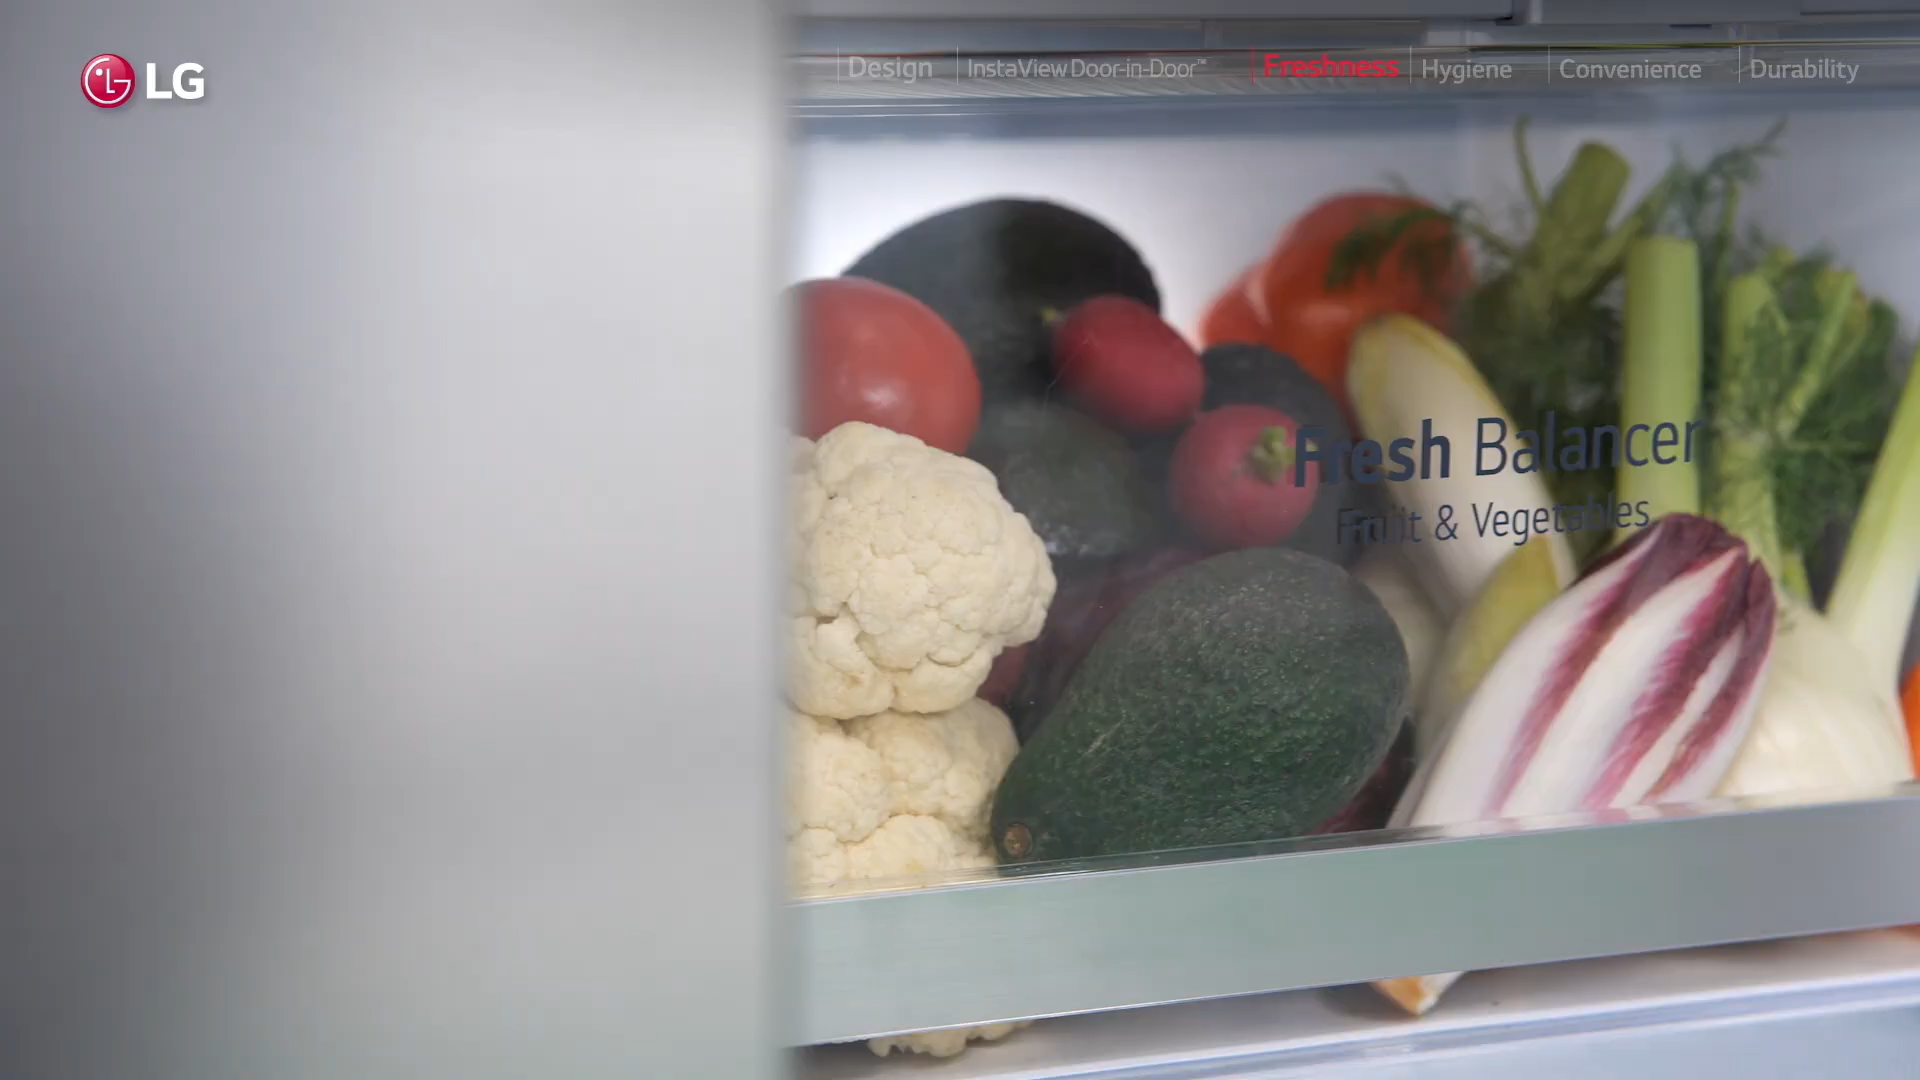 LG
Design
InstaView Door-in-Door™
Freshness
Hygiene
Convenience
Durability
Fresh Balancer
Fruit & Vegetables